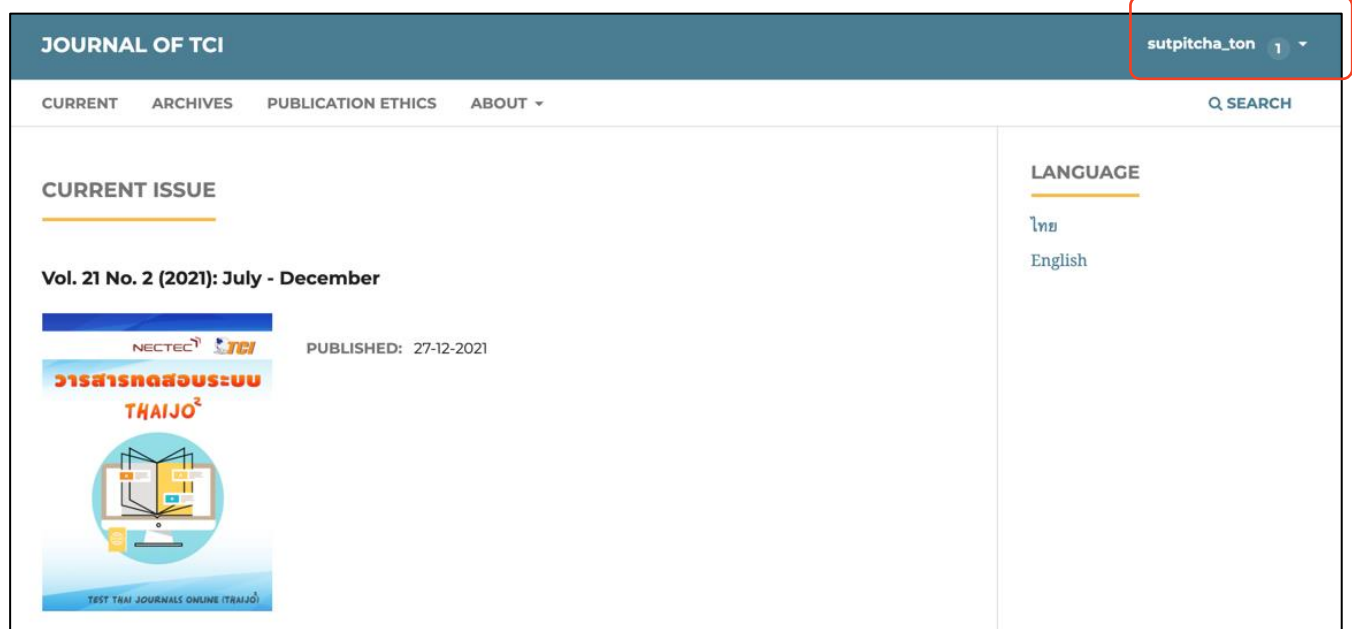 JOURNAL OF TCI
sutpitcha_ton 1
CURRENT ARCHIVES PUBLICATION ETHICS ABOUT
SEARCH
CURRENT ISSUE
Vol. 21 No. 2 (2021): July - December
NECTEC TCI
วารสารทดสอบระบบ
THAIJO²
TEST THAI JOURNALS ONLINE (THAIJO²)
PUBLISHED: 27-12-2021
LANGUAGE
ไทย
English